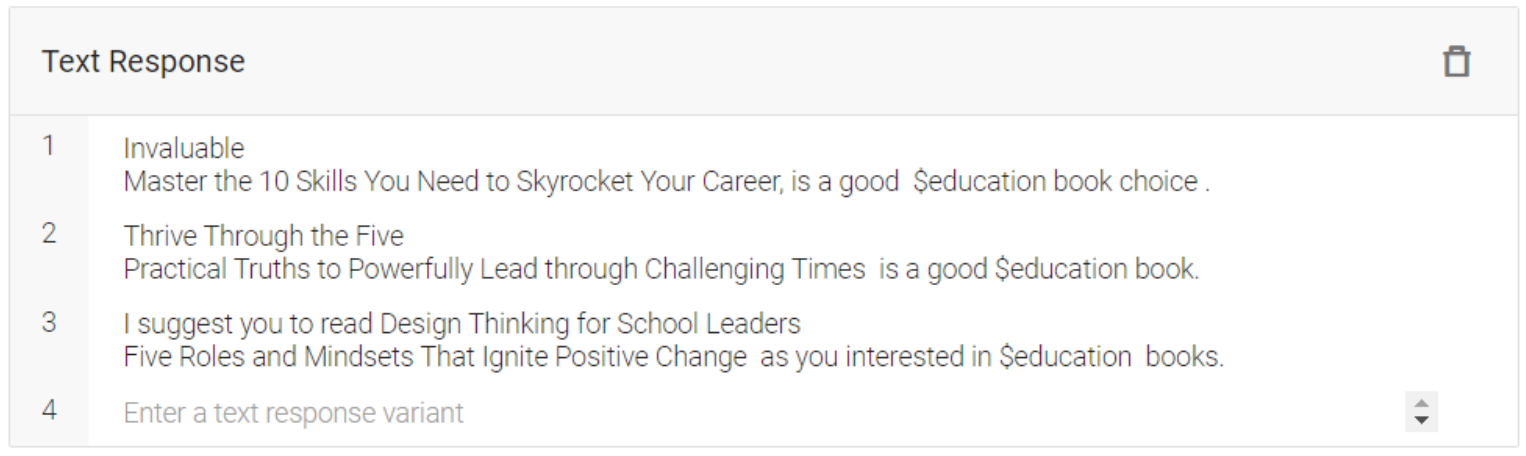 Text Response
1 Invaluable
Master the 10 Skills You Need to Skyrocket Your Career, is a good  $education book choice .
2 Thrive Through the Five
Practical Truths to Powerfully Lead through Challenging Times  is a good $education book.
3 I suggest you to read Design Thinking for School Leaders
Five Roles and Mindsets That Ignite Positive Change  as you interested in $education  books.
4 Enter a text response variant